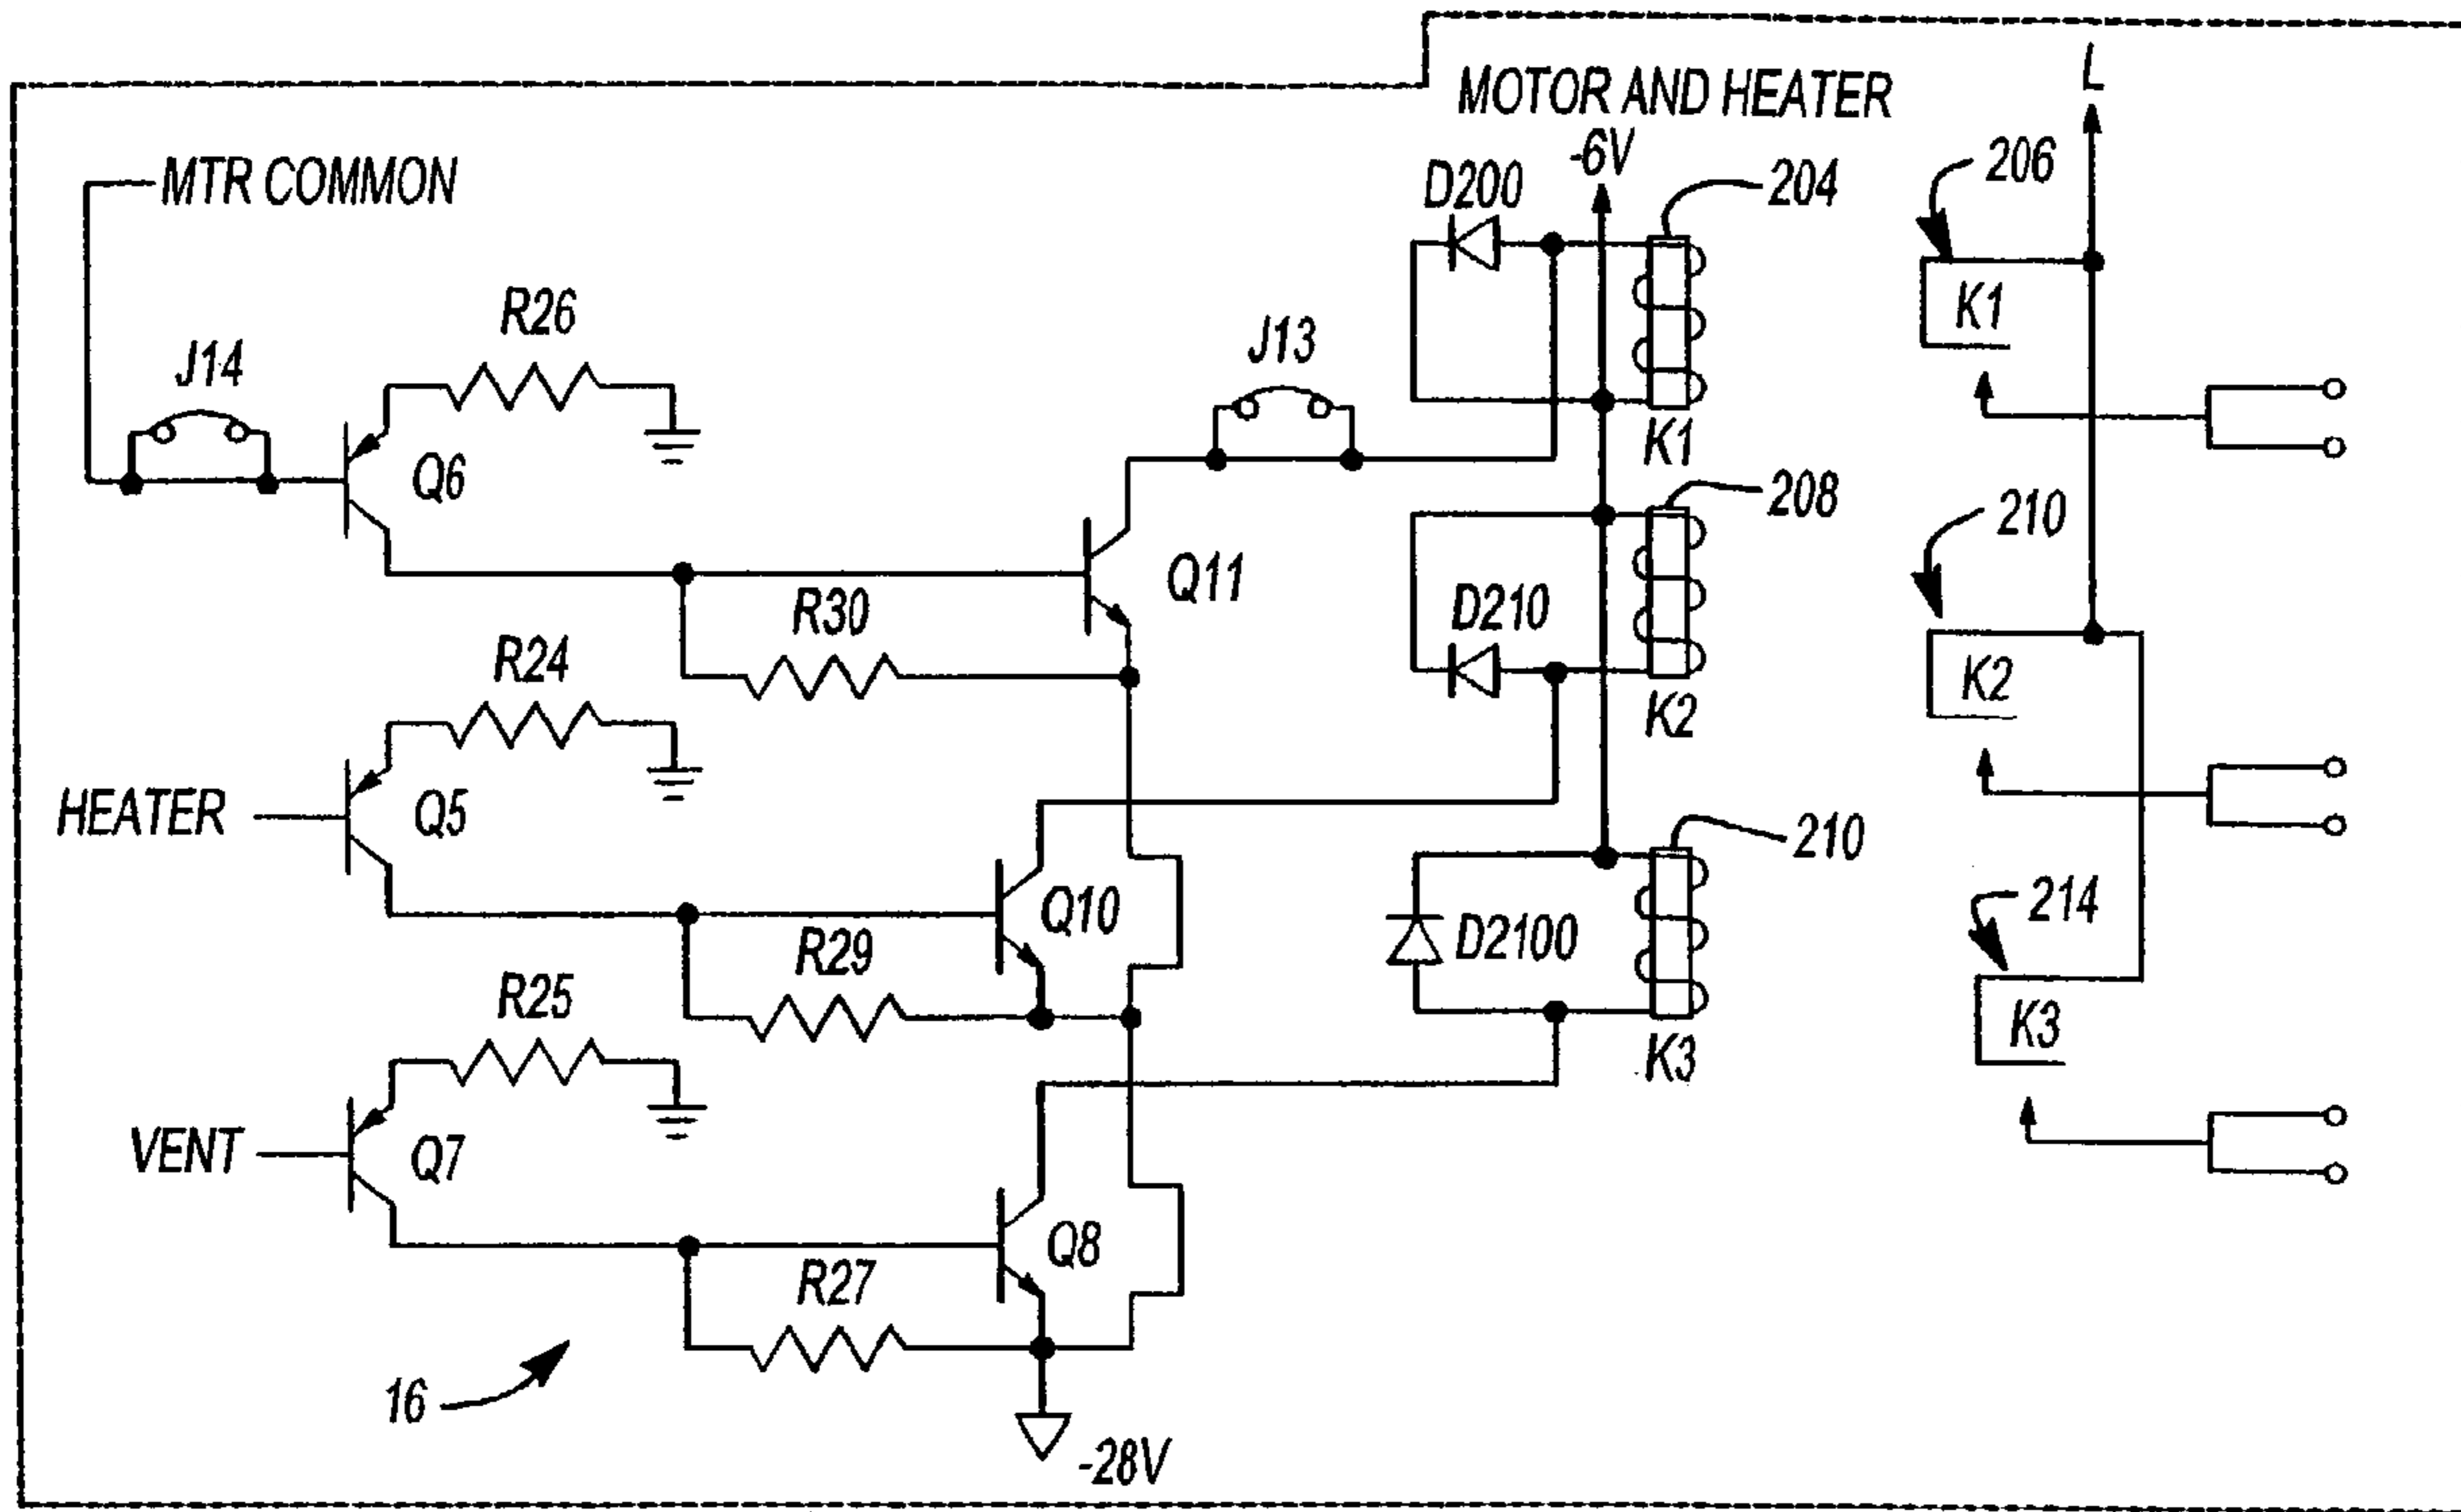 L
MOTOR AND HEATER
-6V
206
MTR COMMON
D200
204
R26
K1
J14
J13
Q6
K1
208
210
Q11
R30
D210
R24
K2
K2
HEATER
Q5
210
Q10
214
D2100
R29
R25
K3
K3
VENT
Q7
Q8
R27
16
-28V